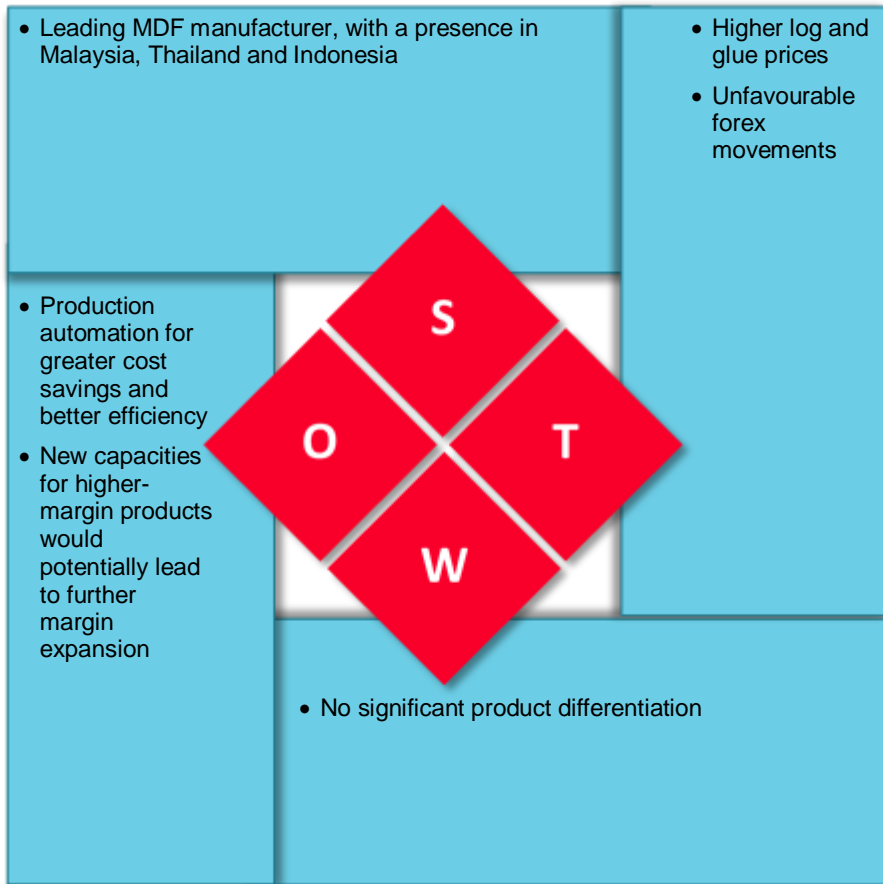 • Leading MDF manufacturer, with a presence in
Malaysia, Thailand and Indonesia
• Higher log and
glue prices
• Unfavourable
forex
movements
• Production
automation for
greater cost
savings and
better efficiency
• New capacities
for higher-
margin products
would
potentially lead
to further
margin
expansion
S
O
T
W
• No significant product differentiation